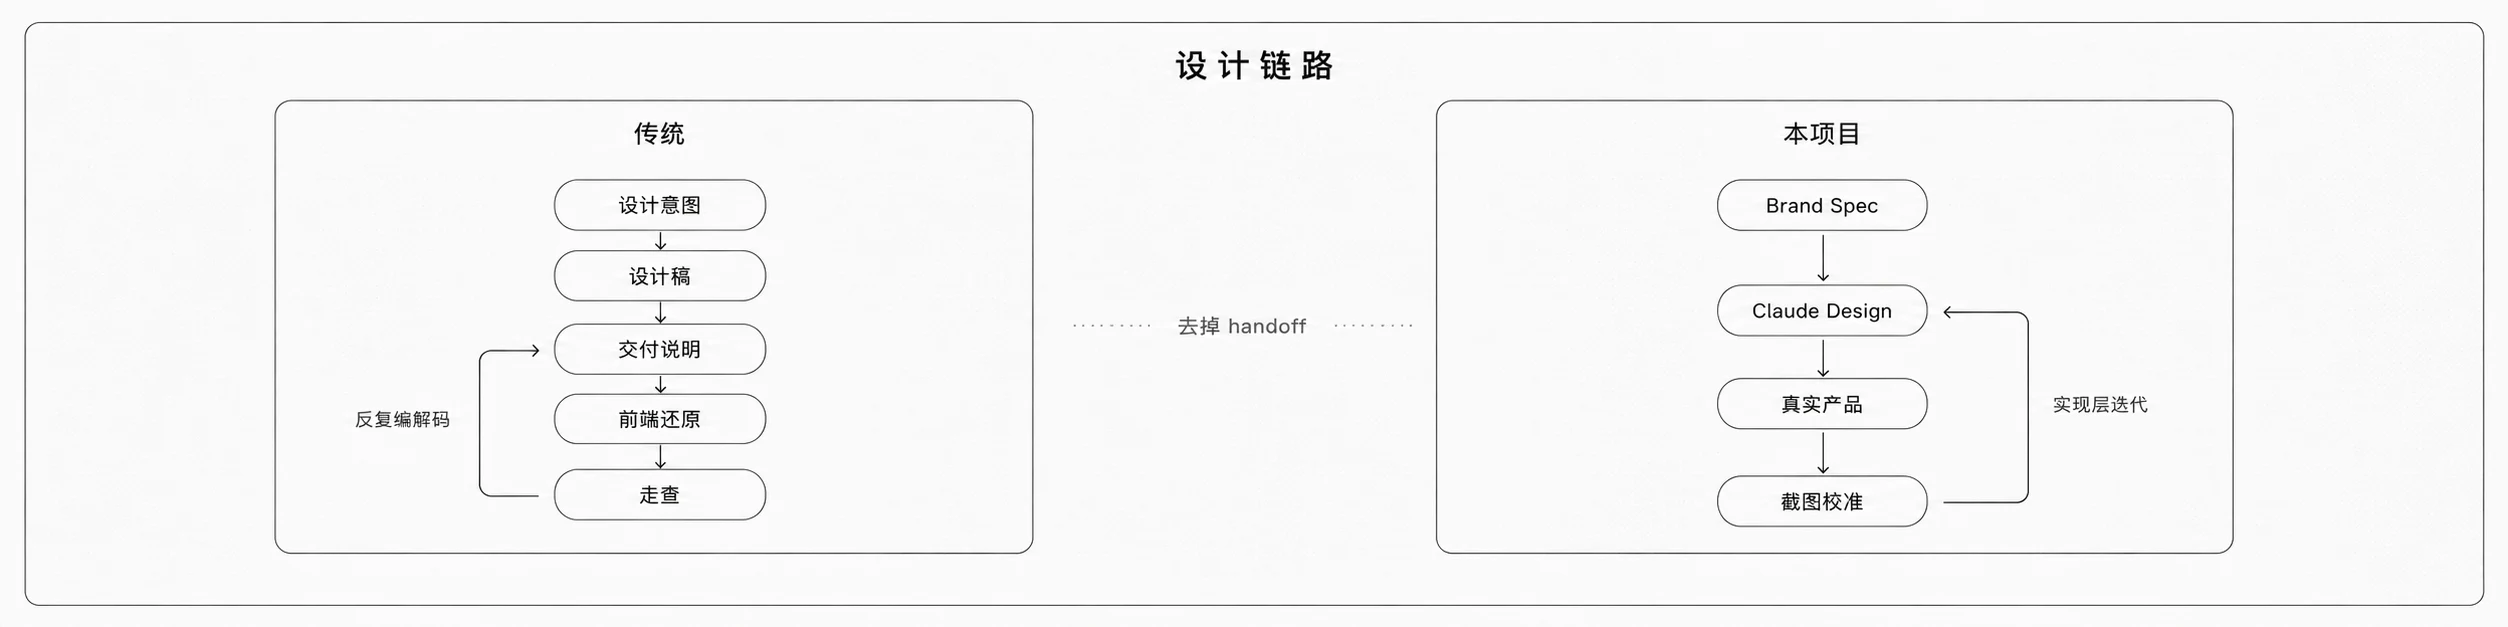 设计链路
传统
设计意图
设计稿
交付说明
前端还原
走查
反复编解码
去掉 handoff
本项目
Brand Spec
Claude Design
真实产品
截图校准
实现层迭代